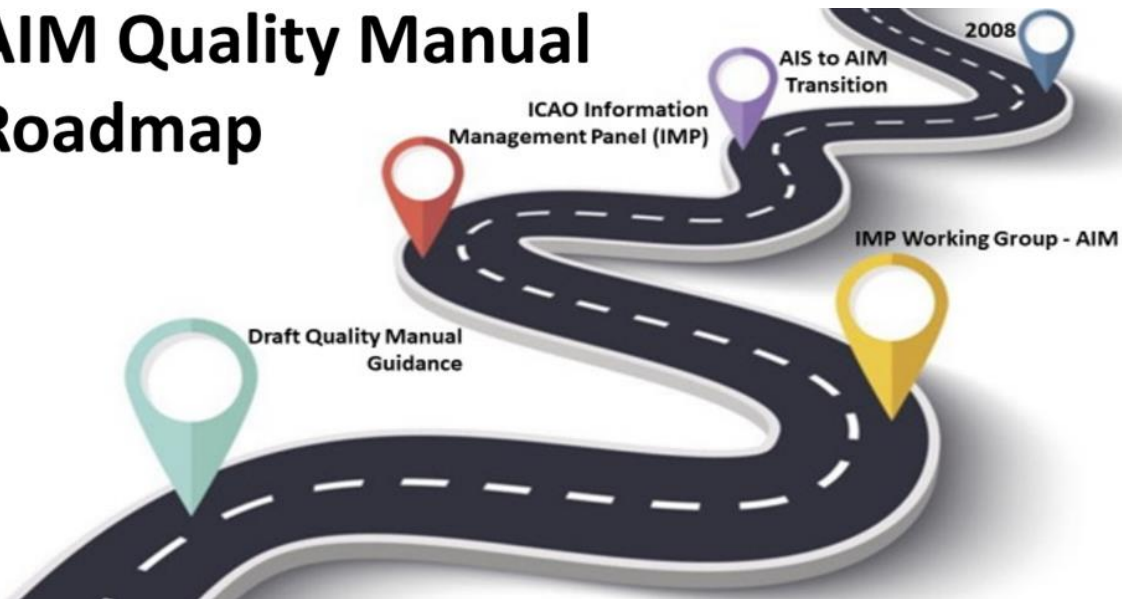 AIM Quality Manual
Roadmap
2008
AIS to AIM
Transition
ICAO Information
Management Panel (IMP)
IMP Working Group - AIM
Draft Quality Manual
Guidance